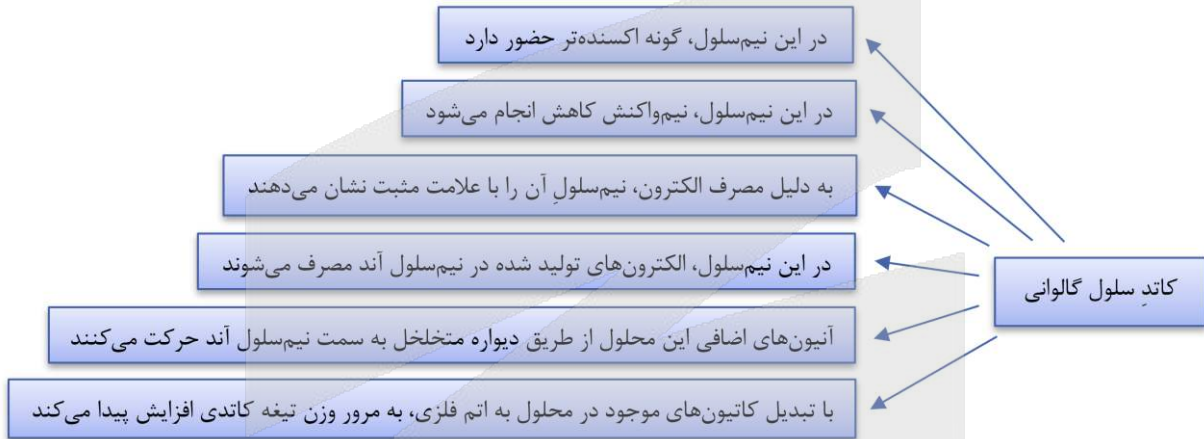 در این نیم‌سلول، گونه اکسنده‌تر حضور دارد
در این نیم‌سلول، نیم‌واکنش کاهش انجام می‌شود
به دلیل مصرف الکترون، نیم‌سلولِ آن را با علامت مثبت نشان می‌دهند
در این نیم‌سلول، الکترون‌های تولید شده در نیم‌سلول آند مصرف می‌شوند
کاتدِ سلول گالوانی
آنیون‌های اضافی این محلول از طریق دیواره متخلخل به سمت نیم‌سلول آند حرکت می‌کنند
با تبدیل کاتیون‌های موجود در محلول به اتم فلزی، به مرور وزن تیغه کاتدی افزایش پیدا می‌کند